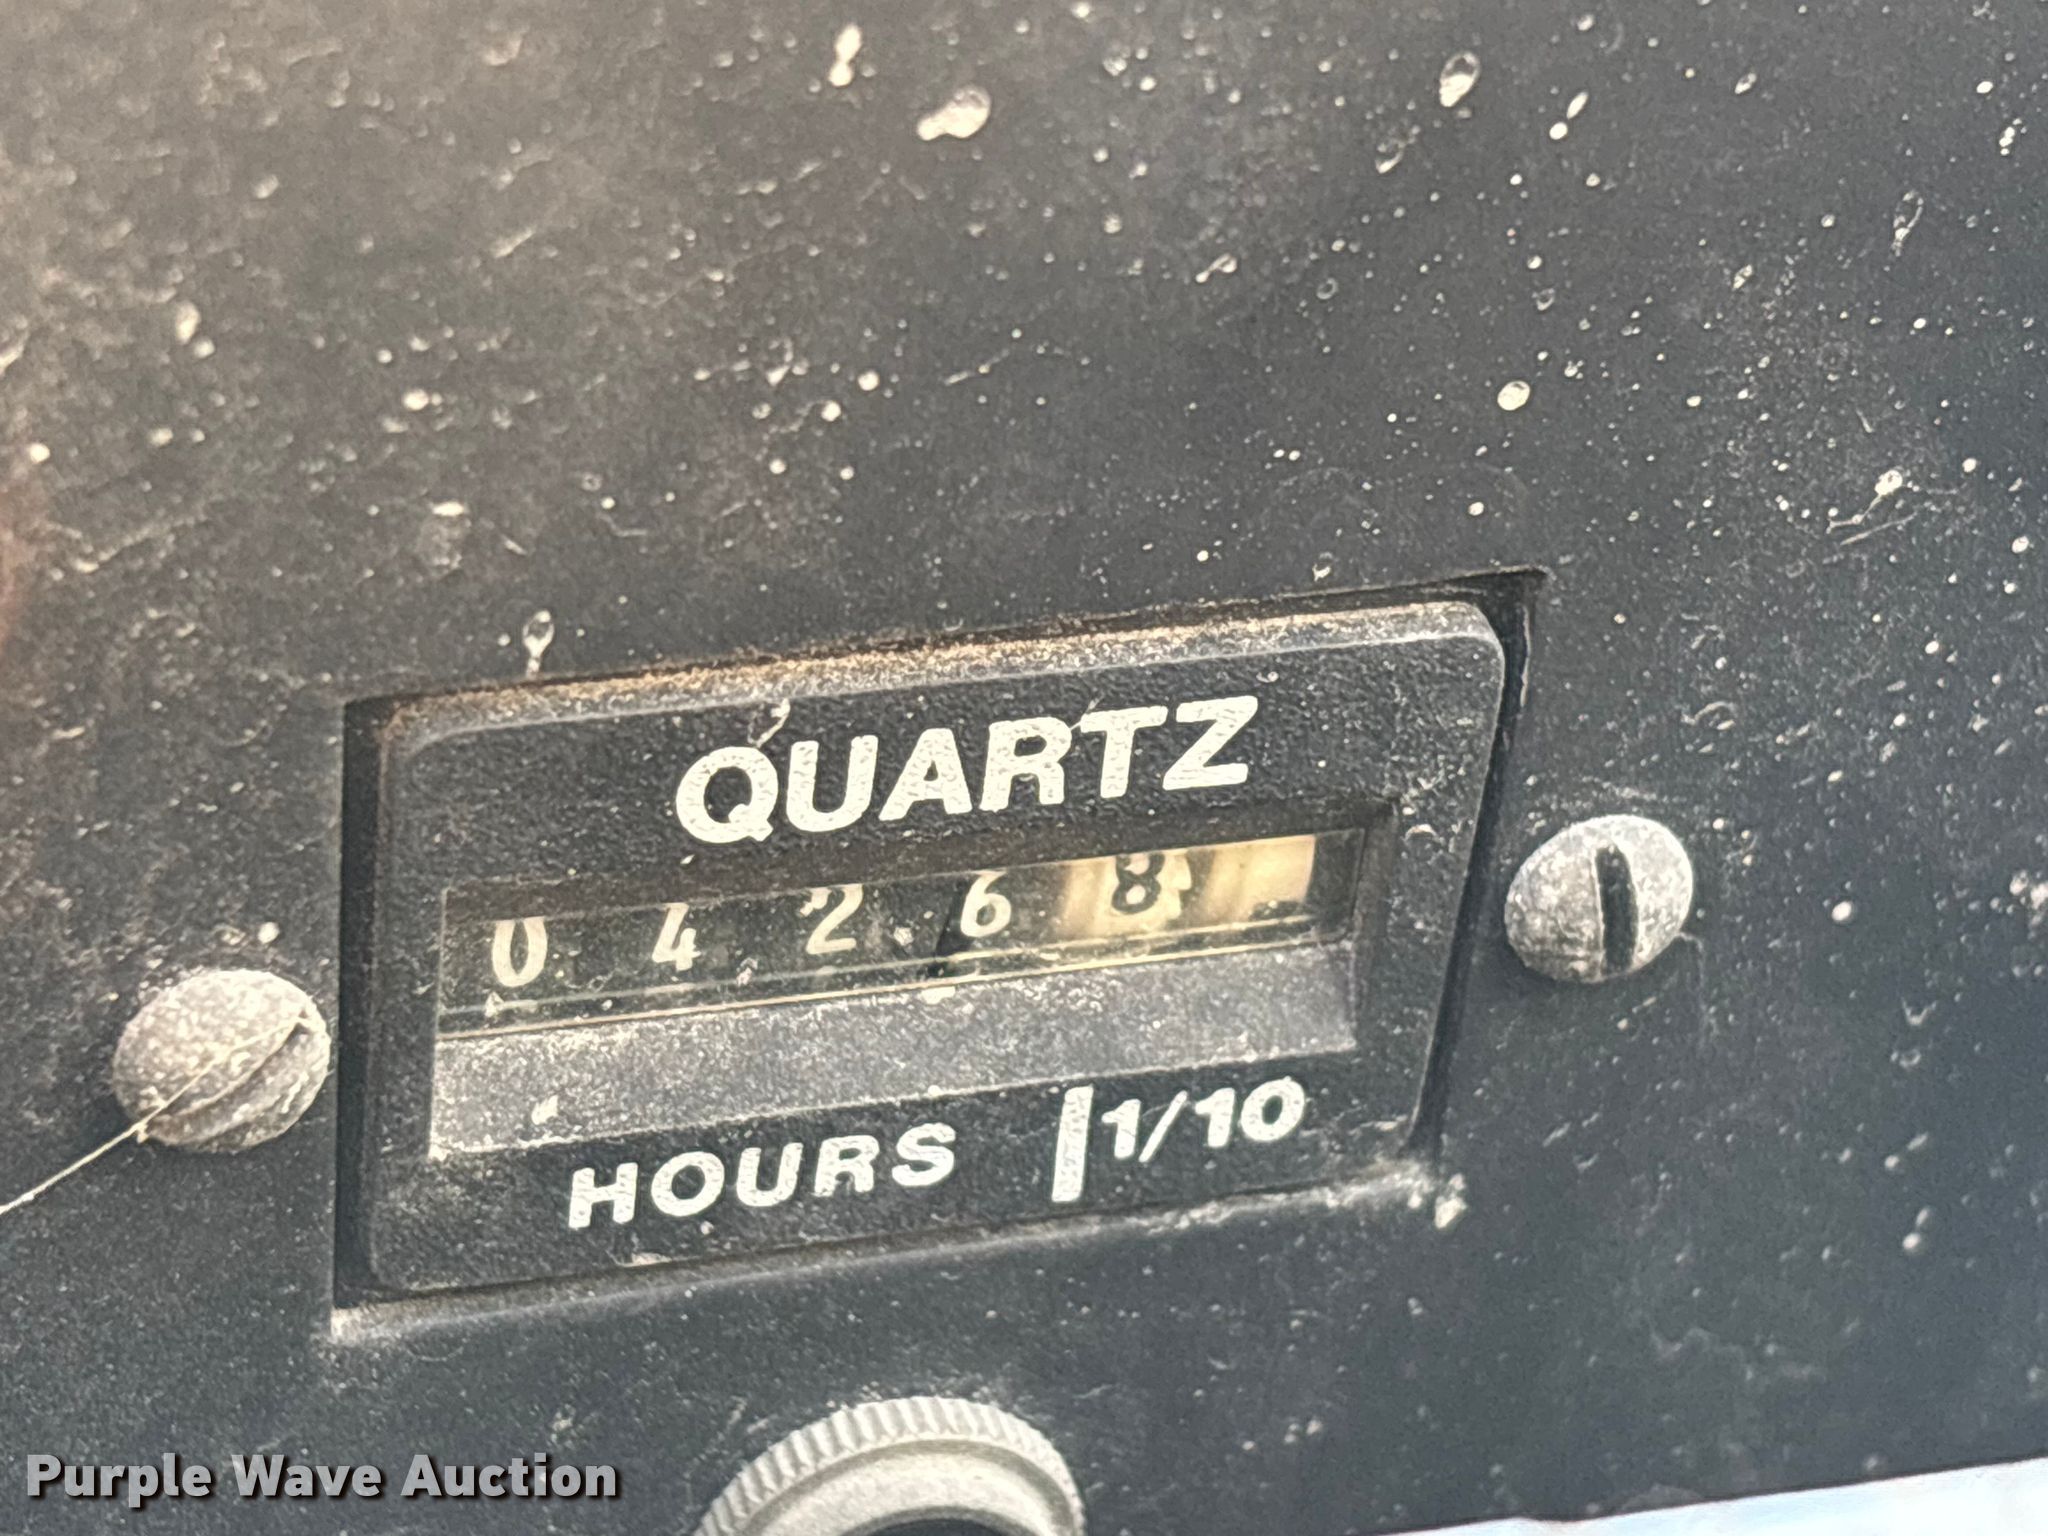 QUARTZ
0 4 2 6 8
HOURS 1/10
Purple Wave Auction